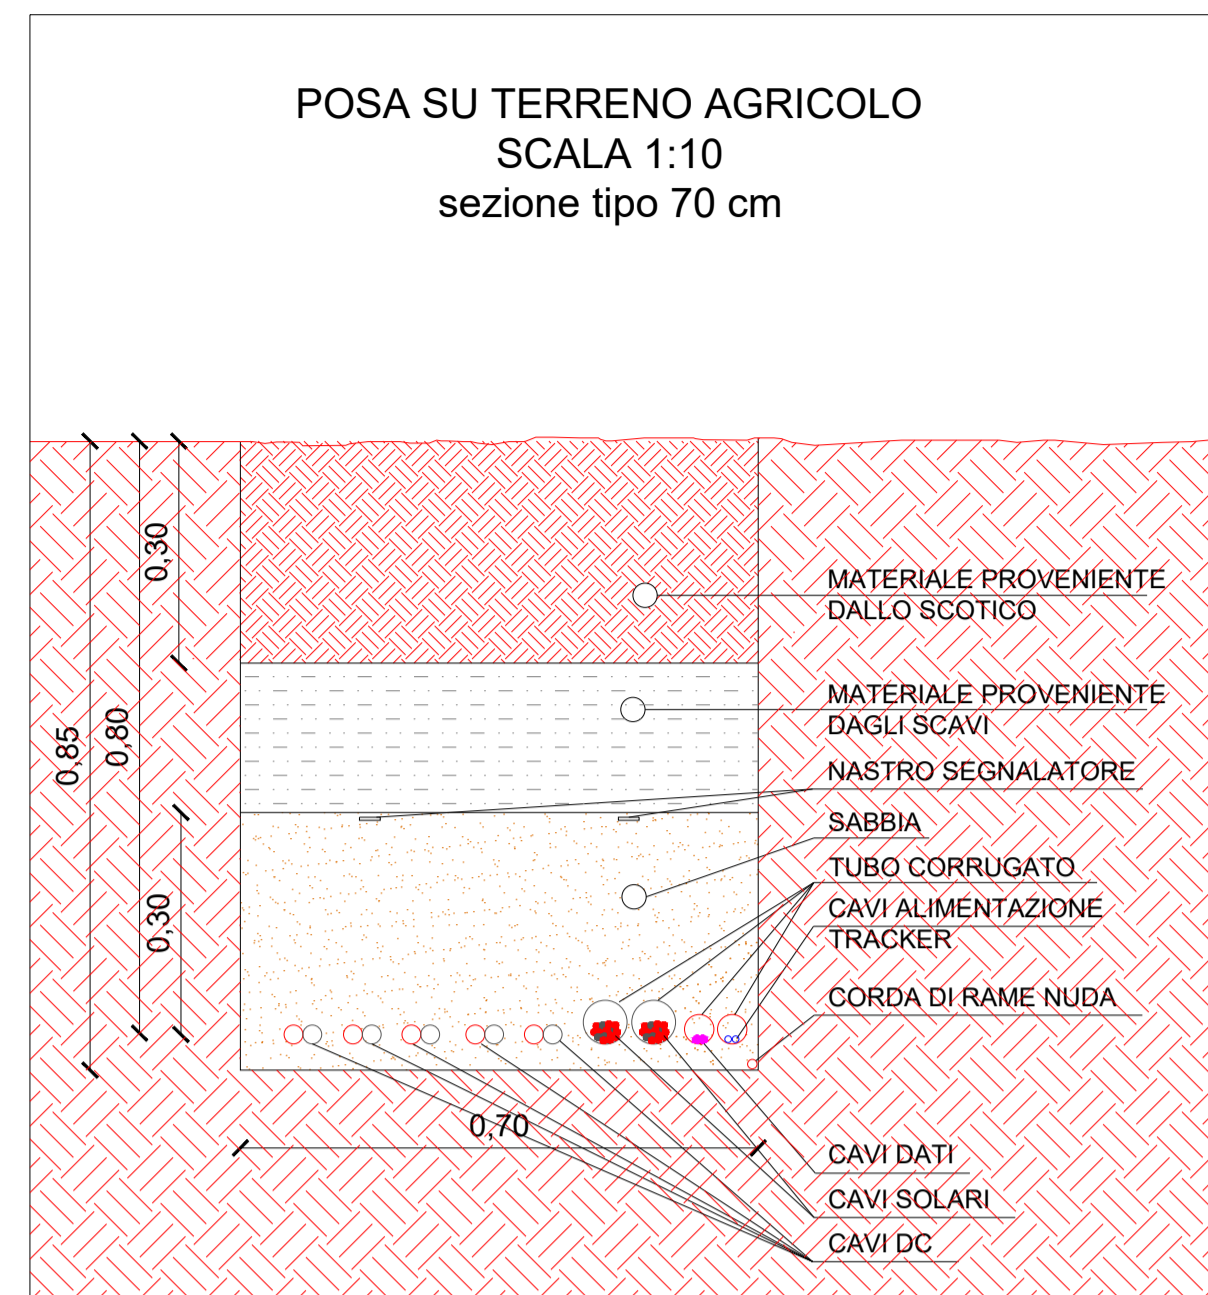 POSA SU TERRENO AGRICOLO
SCALA 1:10
sezione tipo 70 cm
0,30
0,80
0,85
0,30
0,70
MATERIALE PROVENIENTE
DALLO SCOTICO
MATERIALE PROVENIENTE
DAGLI SCAVI
NASTRO SEGNALATORE
SABBIA
TUBO CORRUGATO
CAVI ALIMENTAZIONE
TRACKER
CORDA DI RAME NUDA
CAVI DATI
CAVI SOLARI
CAVI DC